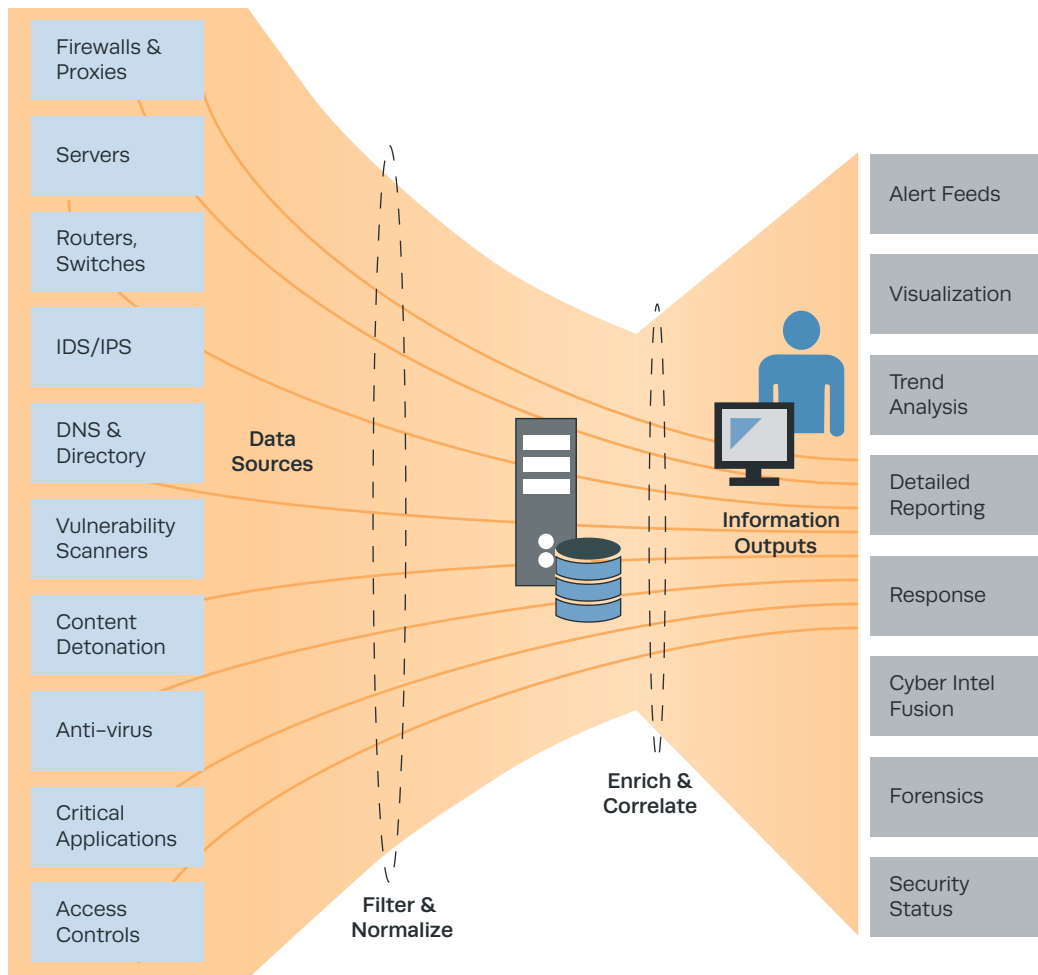 Firewalls &
Proxies
Servers
Routers,
Switches
IDS/IPS
DNS &
Directory
Vulnerability
Scanners
Content
Detonation
Anti-virus
Critical
Applications
Access
Controls
Data
Sources
Filter &
Normalize
Enrich &
Correlate
Information
Outputs
Alert Feeds
Visualization
Trend
Analysis
Detailed
Reporting
Response
Cyber Intel
Fusion
Forensics
Security
Status